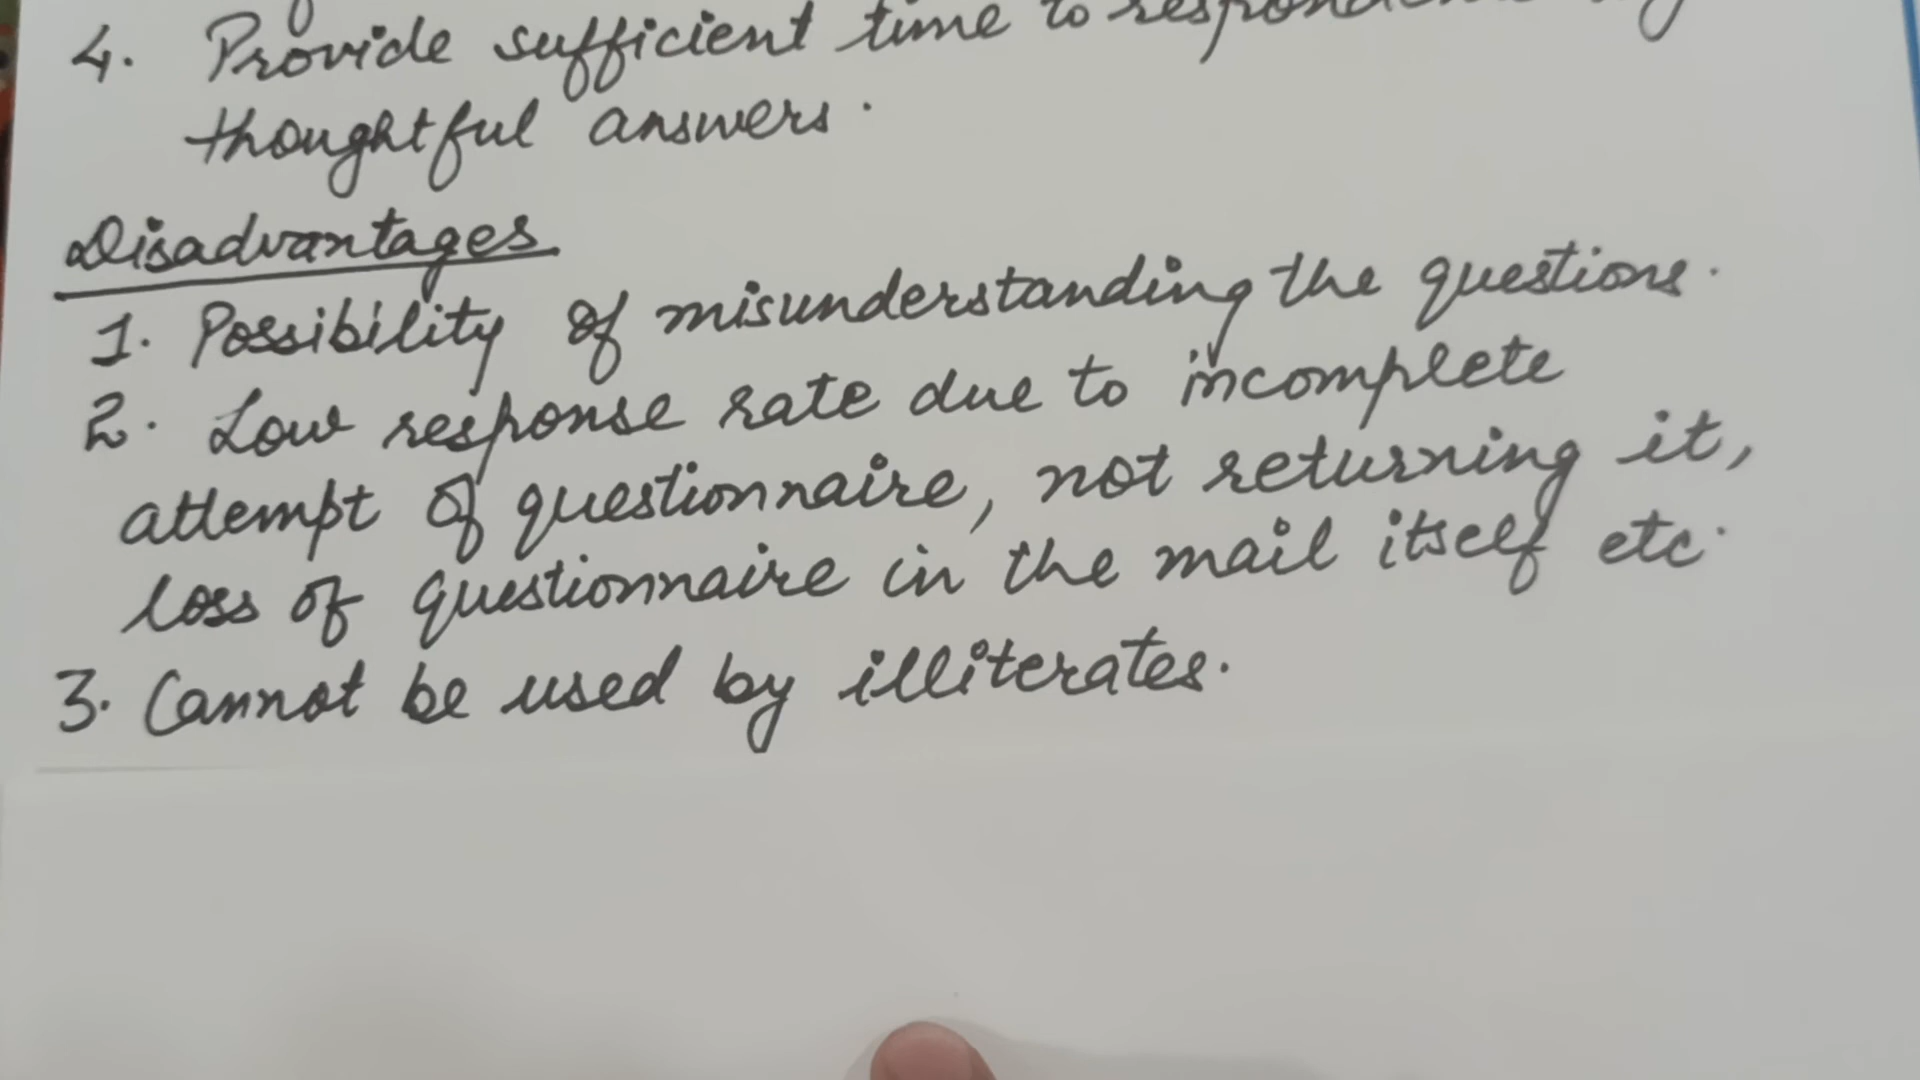 4. Provide sufficient time to
thoughtful answers.
Disadvantages
1. Possibility of misunderstanding the questions.
2. Low response rate due to incomplete
attempt of questionnaire, not returning it,
loss of questionnaire in the mail itself etc.
3. Cannot be used by illiterates.